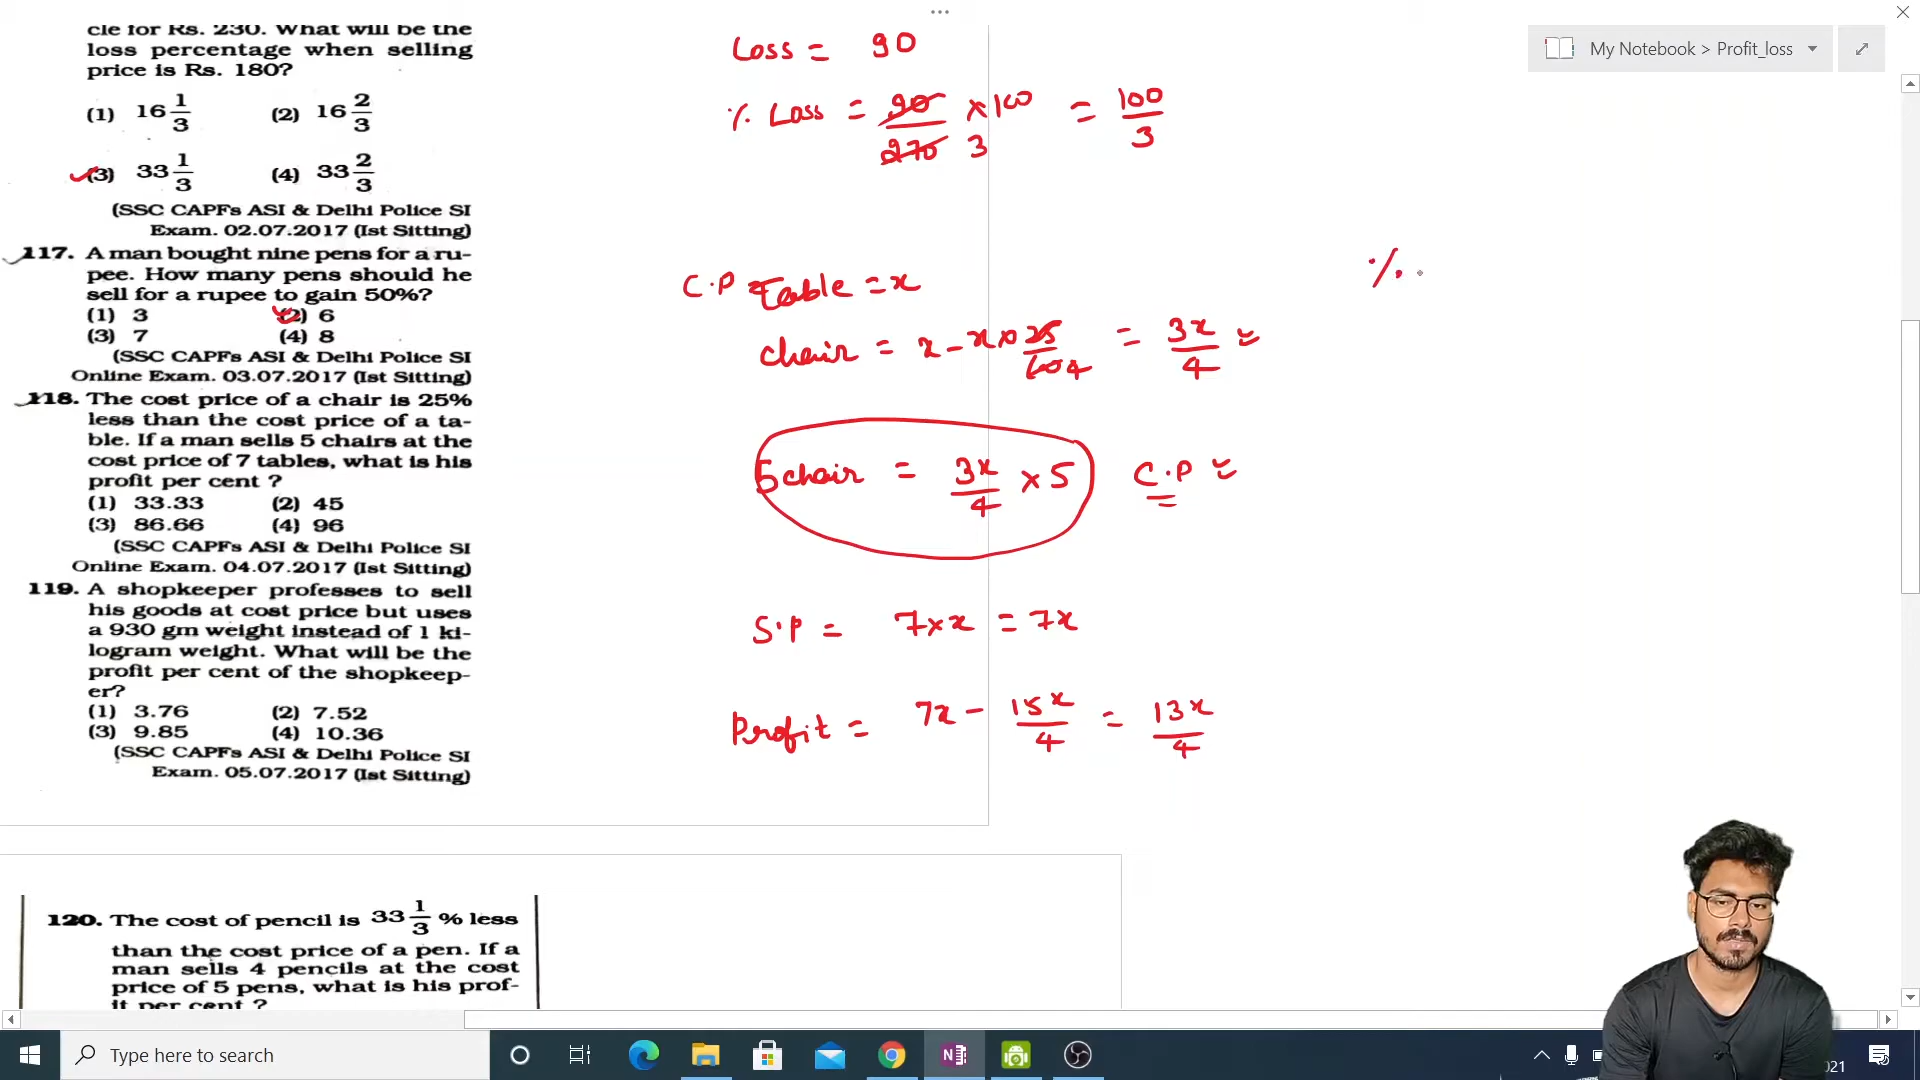 ...
My Notebook > Profit_loss
cle for Rs. 230. What will be the
loss percentage when selling
price is Rs. 180?
(1) 16 1/3 (2) 16 2/3
(3) 33 1/3 (4) 33 2/3
(SSC CAPFs ASI & Delhi Police SI
Exam. 02.07.2017 (Ist Sitting)
117. A man bought nine pens for a ru-
pee. How many pens should he
sell for a rupee to gain 50%?
(1) 3 (2) 6
(3) 7 (4) 8
(SSC CAPFs ASI & Delhi Police SI
Online Exam. 03.07.2017 (Ist Sitting)
118. The cost price of a chair is 25%
less than the cost price of a ta-
ble. If a man sells 5 chairs at the
cost price of 7 tables, what is his
profit per cent ?
(1) 33.33 (2) 45
(3) 86.66 (4) 96
(SSC CAPFs ASI & Delhi Police SI
Online Exam. 04.07.2017 (Ist Sitting)
119. A shopkeeper professes to sell
his goods at cost price but uses
a 930 gm weight instead of 1 ki-
logram weight. What will be the
profit per cent of the shopkeep-
er?
(1) 3.76 (2) 7.52
(3) 9.85 (4) 10.36
(SSC CAPFs ASI & Delhi Police SI
Exam. 05.07.2017 (Ist Sitting)
120. The cost of pencil is 33 1/3 % less
than the cost price of a pen. If a
man sells 4 pencils at the cost
price of 5 pens, what is his prof-
it per cent ?
Loss = 90
% Loss = 90/270 3 × 100 = 100/3
C.P = Table = x
chair = x - x × 25/100 4 = 3x/4
5 chair = 3x/4 × 5 C.P
S.P = 7 × x = 7x
Profit = 7x - 15x/4 = 13x/4
%.
Type here to search
021